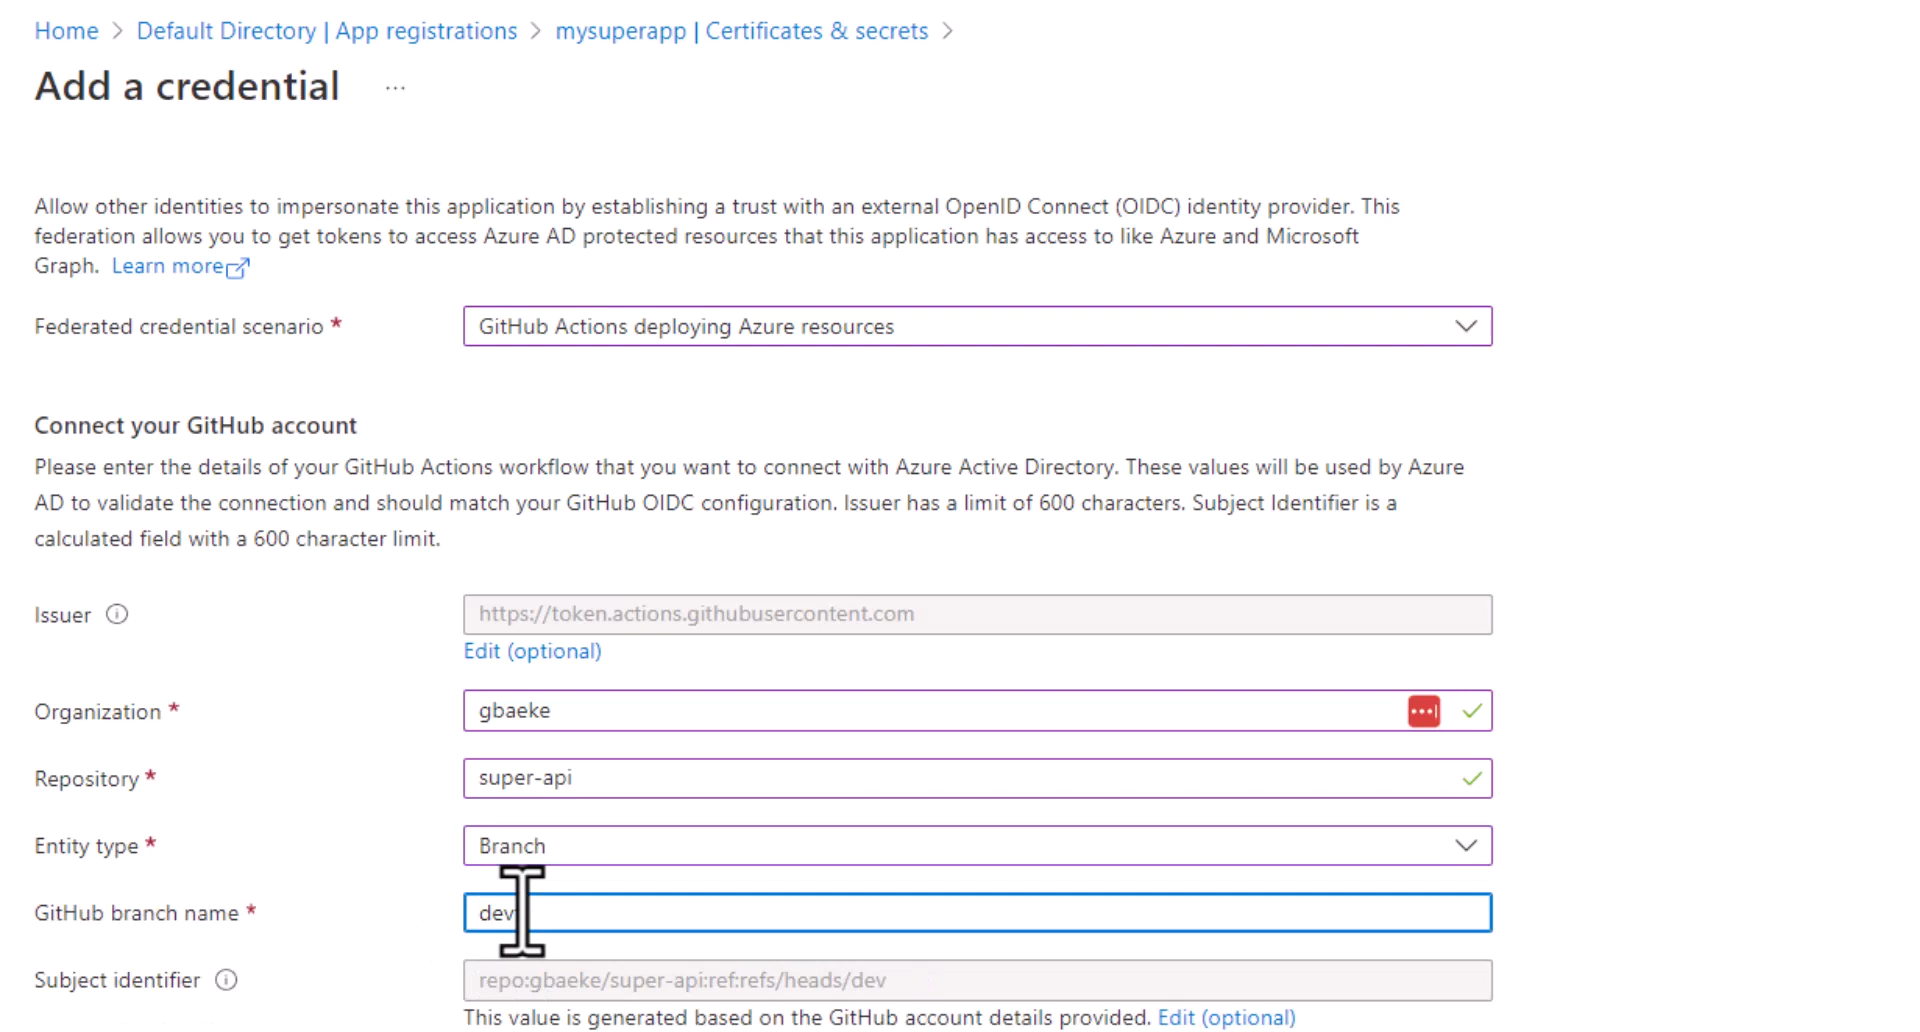 Home > Default Directory | App registrations > mysuperapp | Certificates & secrets >
Add a credential ...
Allow other identities to impersonate this application by establishing a trust with an external OpenID Connect (OIDC) identity provider. This
federation allows you to get tokens to access Azure AD protected resources that this application has access to like Azure and Microsoft
Graph. Learn more
Federated credential scenario *
GitHub Actions deploying Azure resources
Connect your GitHub account
Please enter the details of your GitHub Actions workflow that you want to connect with Azure Active Directory. These values will be used by Azure
AD to validate the connection and should match your GitHub OIDC configuration. Issuer has a limit of 600 characters. Subject Identifier is a
calculated field with a 600 character limit.
Issuer
https://token.actions.githubusercontent.com
Edit (optional)
Organization *
gbaeke
Repository *
super-api
Entity type *
Branch
GitHub branch name *
dev
Subject identifier
repo:gbaeke/super-api:ref:refs/heads/dev
This value is generated based on the GitHub account details provided. Edit (optional)